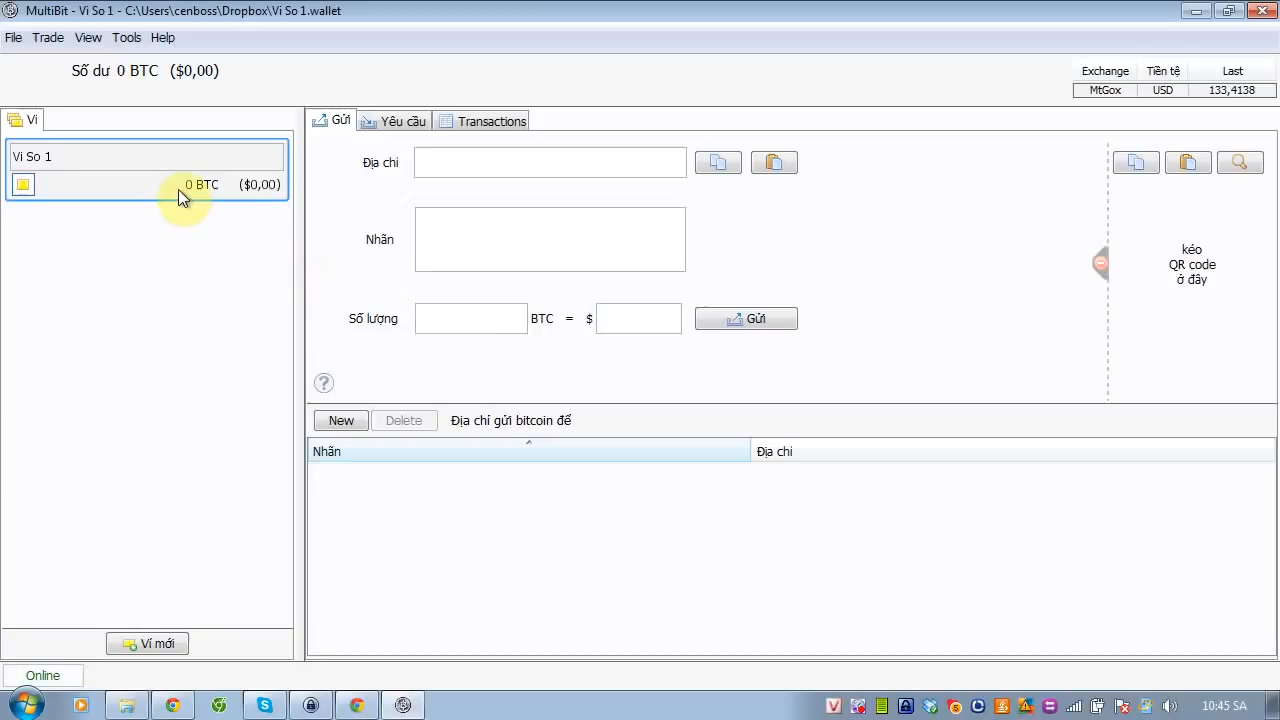 MultiBit - Vi So 1 - C:\Users\cenboss\Dropbox\Vi So 1.wallet
File Trade View Tools Help
Số dư 0 BTC ($0,00)
Exchange Tiền tệ Last
MtGox USD 133,4138
Ví
Gửi Yêu cầu Transactions
Vi So 1
0 BTC ($0,00)
Địa chỉ
Nhãn
kéo
QR code
ở đây
Số lượng BTC = $ Gửi
?
New Delete Địa chỉ gửi bitcoin để
Nhãn Địa chỉ
Ví mới
Online
10:45 SA